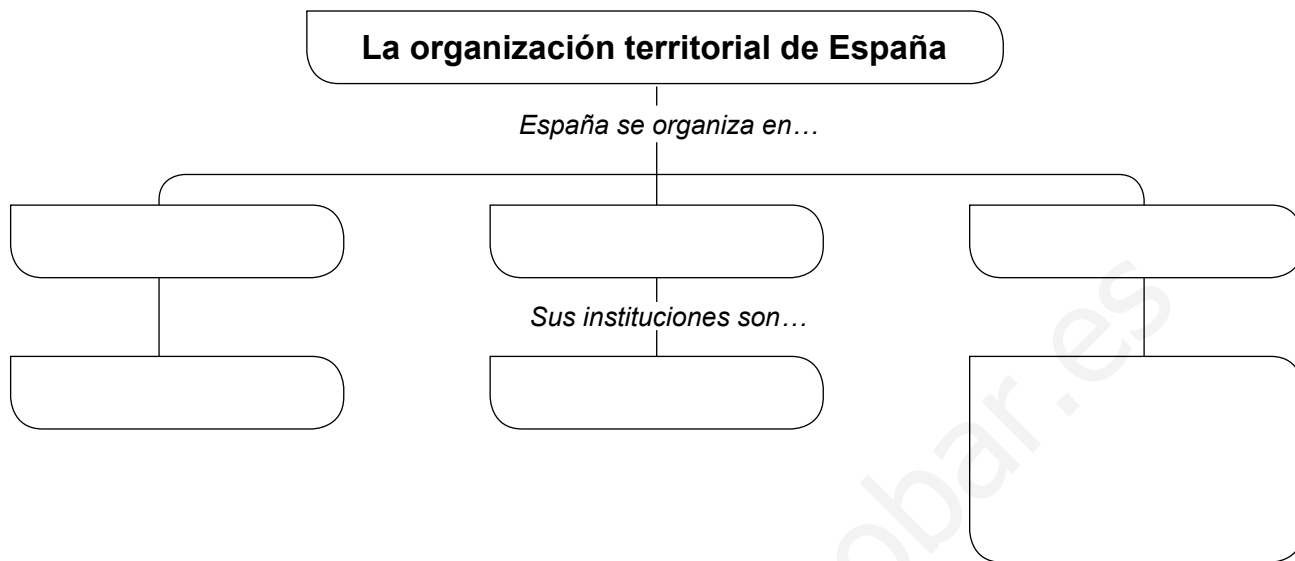 La organización territorial de España
España se organiza en…
Sus instituciones son…